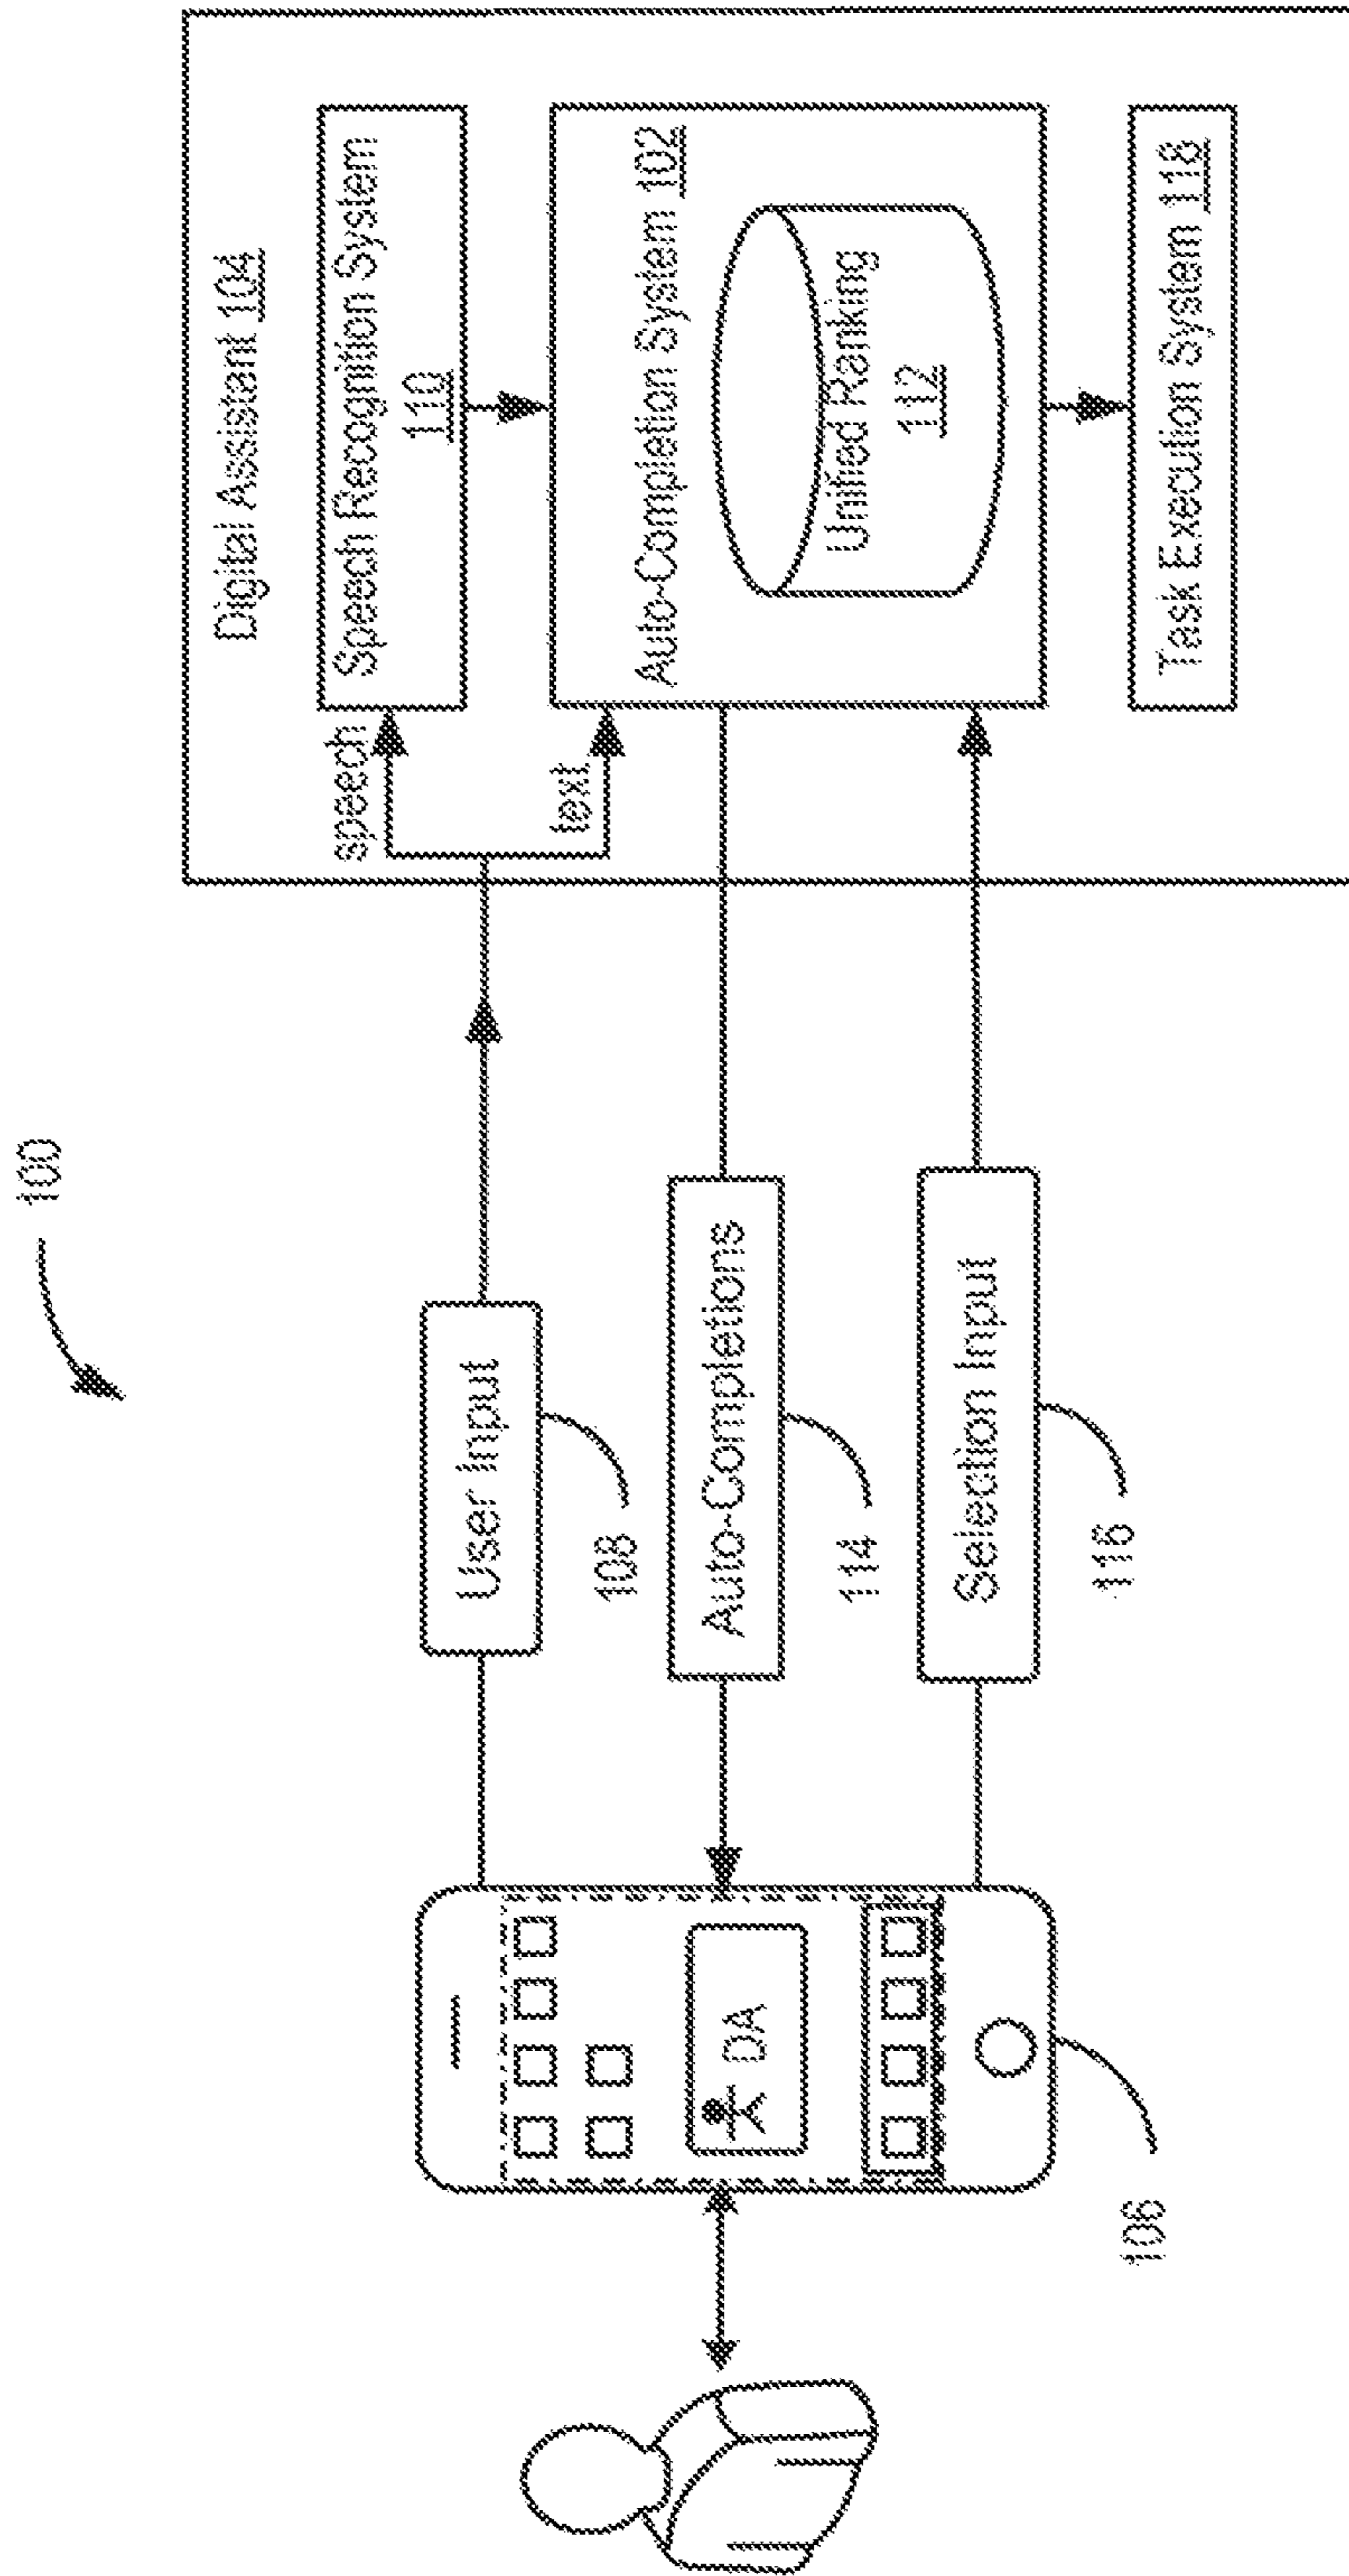 100
Digital Assistant 104
speech
Speech Recognition System
110
User Input
108
text
Auto-Completion System 102
Unified Ranking
112
DA
Auto-Completions
114
Selection Input
116
106
Task Execution System 118